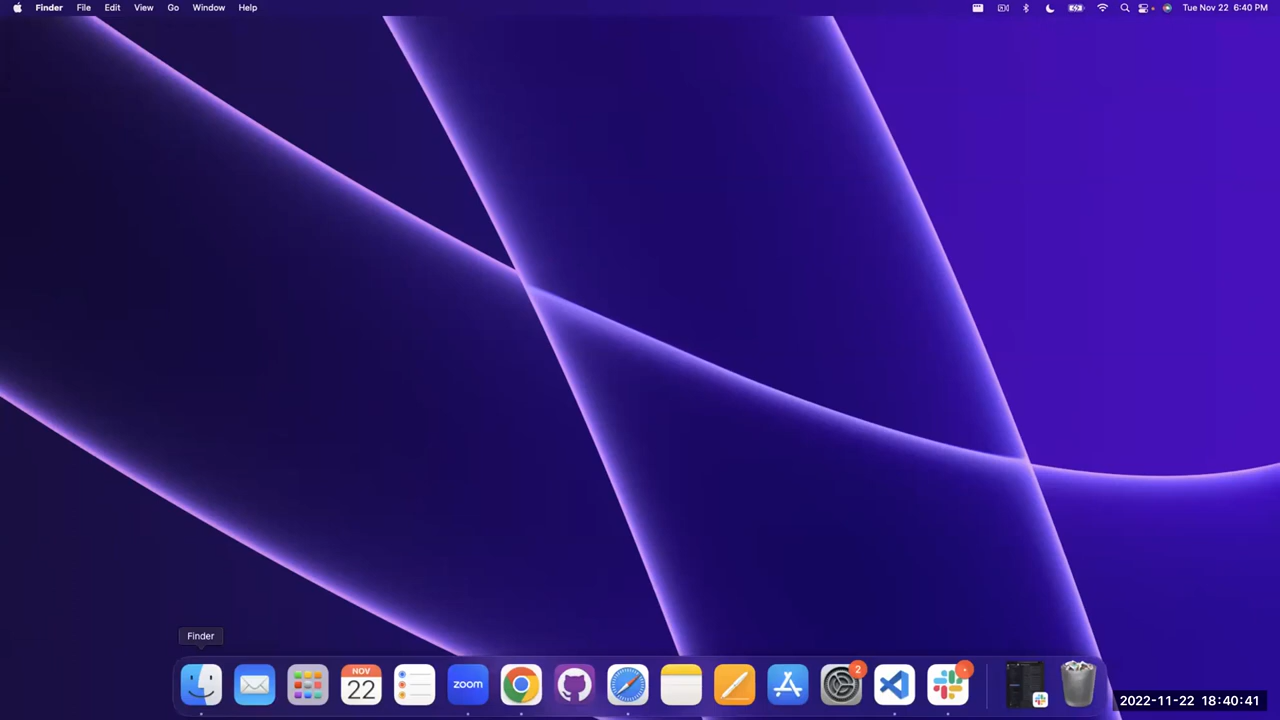 Finder File Edit View Go Window Help
Tue Nov 22 6:40 PM
Finder
NOV
22
zoom
2
2022-11-22 18:40:41